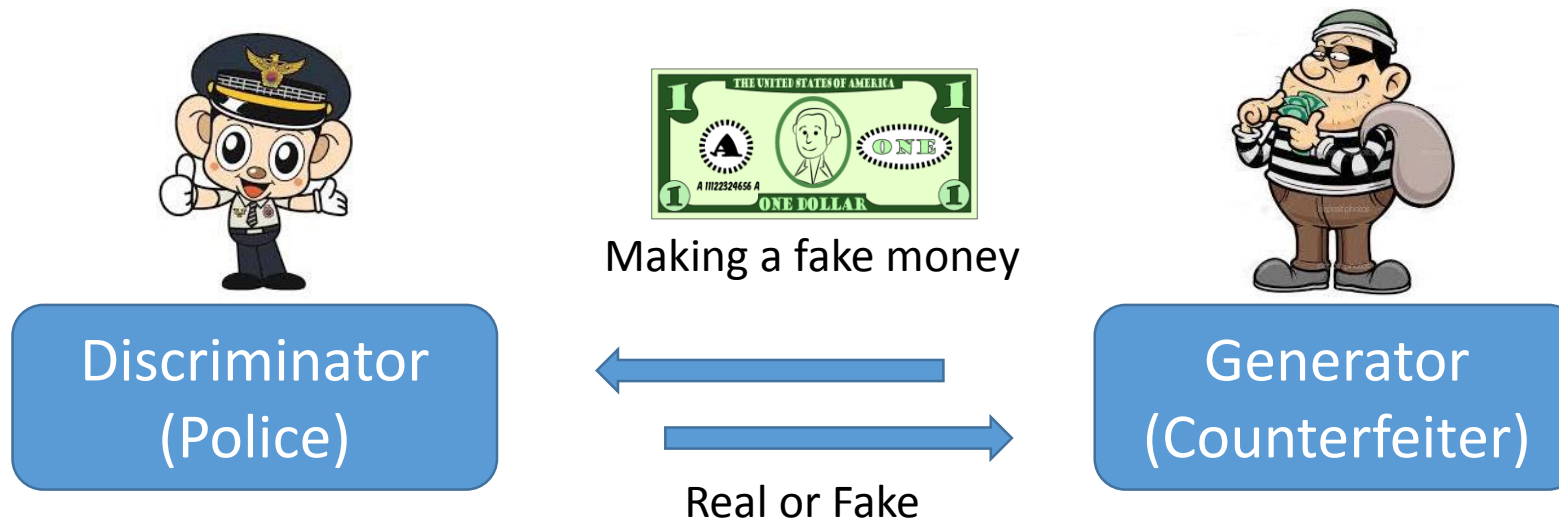 THE UNITED STATES OF AMERICA
1 1
A ONE
A 11122324656 A
1 ONE DOLLAR 1
Making a fake money
Discriminator
(Police)
Generator
(Counterfeiter)
Real or Fake
depositphotos